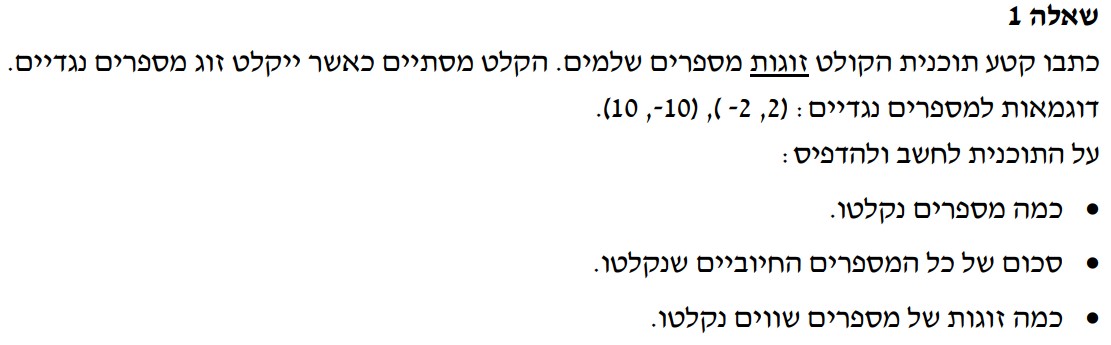 שאלה 1
כתבו קטע תוכנית הקולט זוגות מספרים שלמים. הקלט מסתיים כאשר ייקלט זוג מספרים נגדיים.
דוגמאות למספרים נגדיים: (2, 2-), (10-, 10).
על התוכנית לחשב ולהדפיס:
• כמה מספרים נקלטו.
• סכום של כל המספרים החיוביים שנקלטו.
• כמה זוגות של מספרים שווים נקלטו.